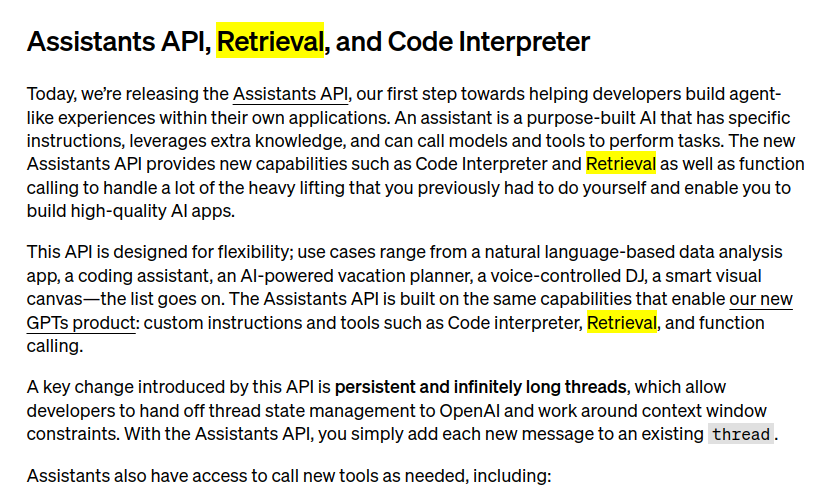 Assistants API, Retrieval, and Code Interpreter
Today, we’re releasing the Assistants API, our first step towards helping developers build agent-
like experiences within their own applications. An assistant is a purpose-built AI that has specific
instructions, leverages extra knowledge, and can call models and tools to perform tasks. The new
Assistants API provides new capabilities such as Code Interpreter and Retrieval as well as function
calling to handle a lot of the heavy lifting that you previously had to do yourself and enable you to
build high-quality AI apps.
This API is designed for flexibility; use cases range from a natural language-based data analysis
app, a coding assistant, an AI-powered vacation planner, a voice-controlled DJ, a smart visual
canvas—the list goes on. The Assistants API is built on the same capabilities that enable our new
GPTs product: custom instructions and tools such as Code interpreter, Retrieval, and function
calling.
A key change introduced by this API is persistent and infinitely long threads, which allow
developers to hand off thread state management to OpenAI and work around context window
constraints. With the Assistants API, you simply add each new message to an existing thread.
Assistants also have access to call new tools as needed, including: